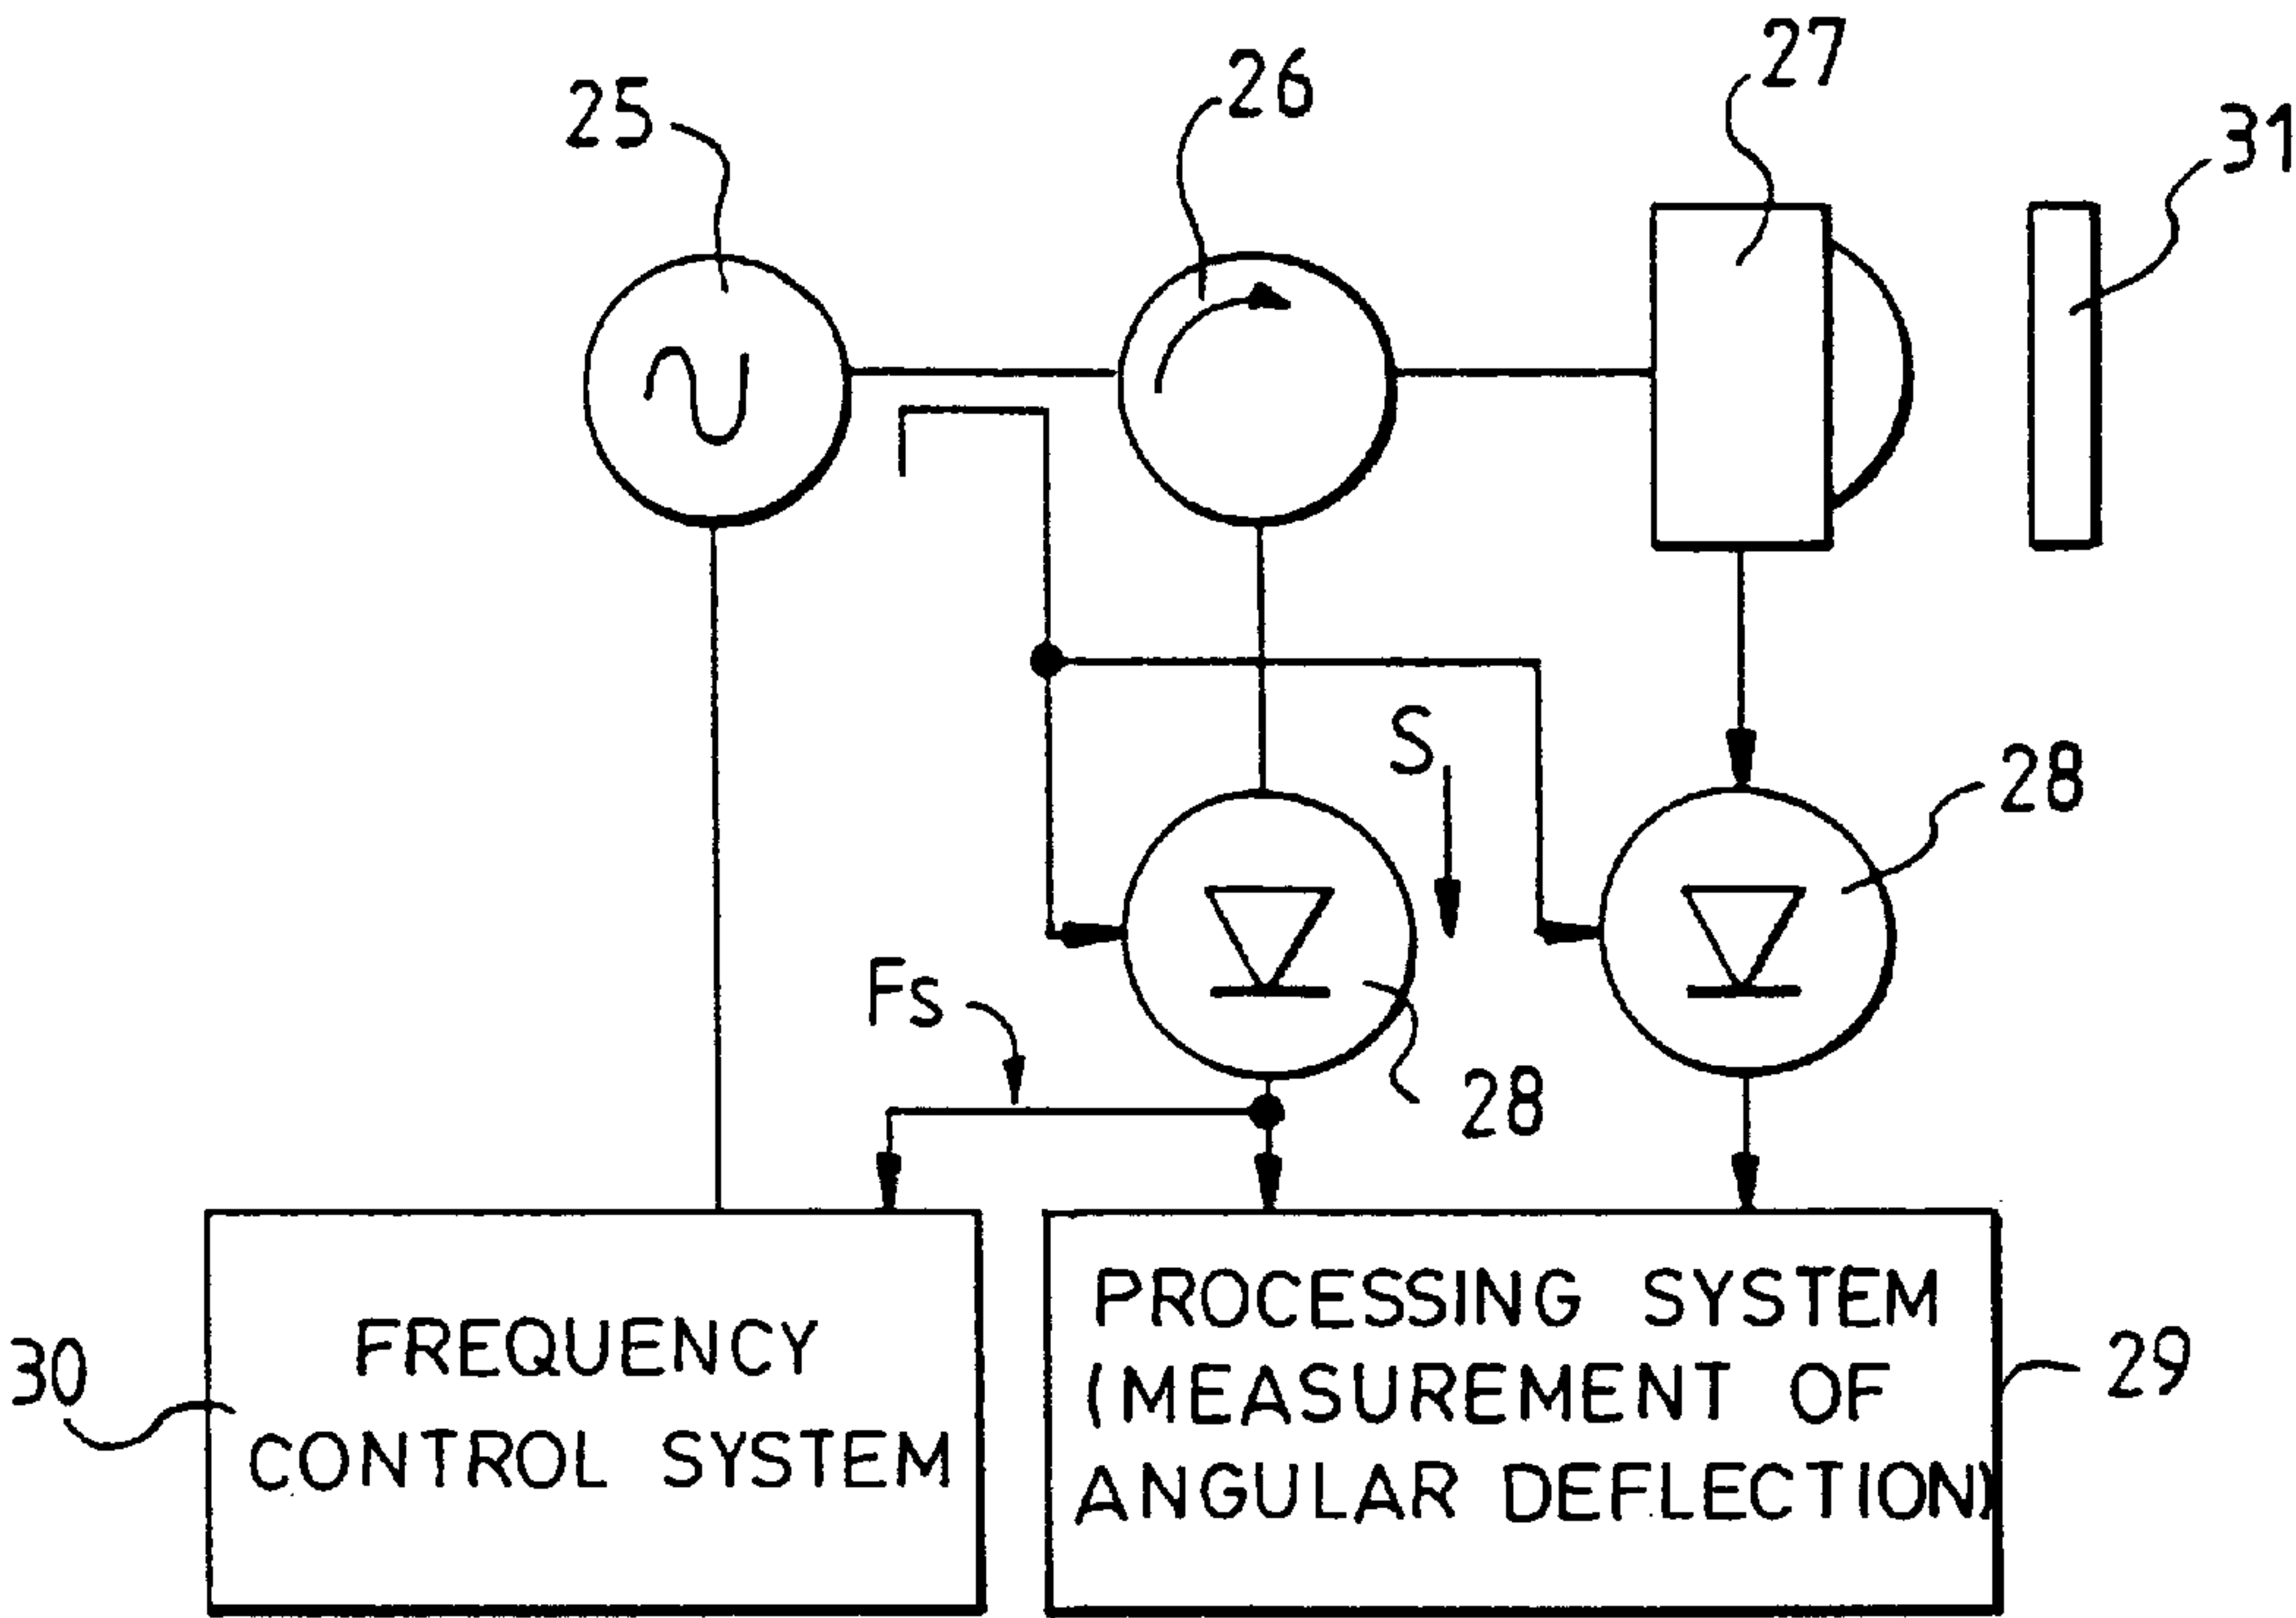 25
26
27
31
S
28
Fs
28
FREQUENCY
CONTROL SYSTEM
30
PROCESSING SYSTEM
(MEASUREMENT OF
ANGULAR DEFLECTION)
29